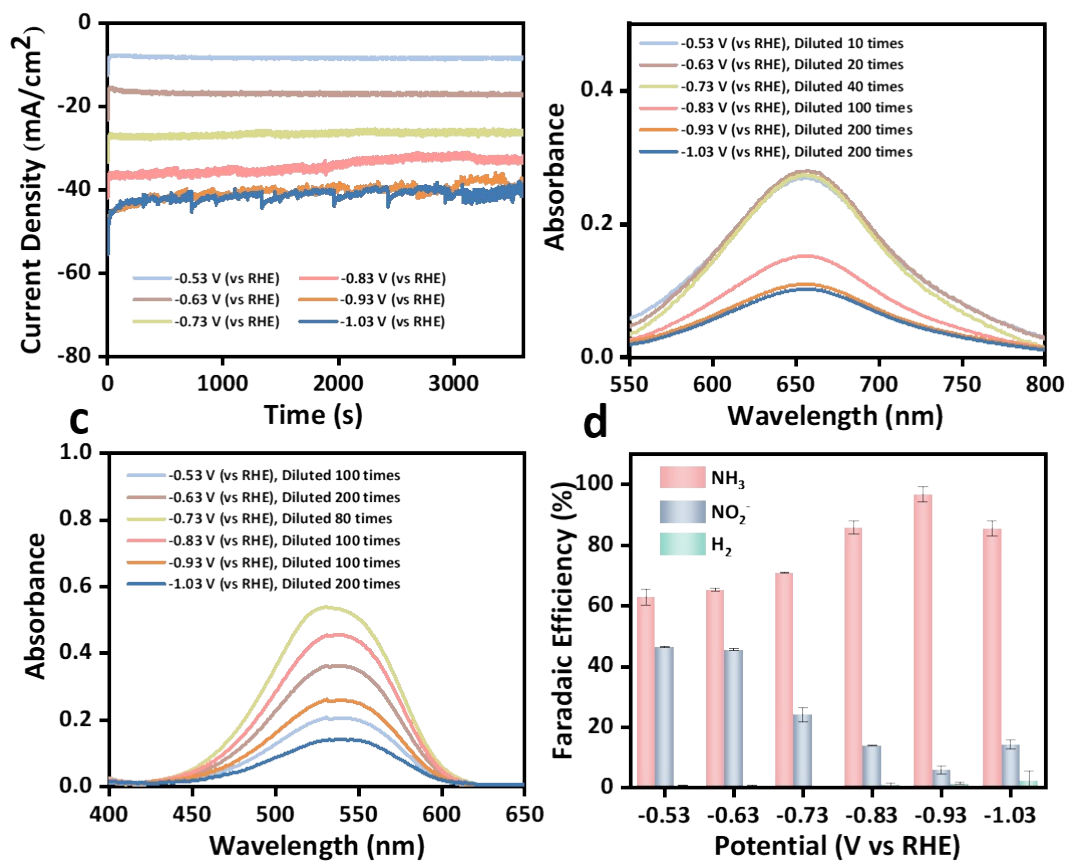 0
-20
-40
-60
-80
Current Density (mA/cm²)
-0.53 V (vs RHE)
-0.63 V (vs RHE)
-0.73 V (vs RHE)
-0.83 V (vs RHE)
-0.93 V (vs RHE)
-1.03 V (vs RHE)
0 1000 2000 3000
Time (s)
0.4
0.2
0.0
Absorbance
-0.53 V (vs RHE), Diluted 10 times
-0.63 V (vs RHE), Diluted 20 times
-0.73 V (vs RHE), Diluted 40 times
-0.83 V (vs RHE), Diluted 100 times
-0.93 V (vs RHE), Diluted 200 times
-1.03 V (vs RHE), Diluted 200 times
550 600 650 700 750 800
Wavelength (nm)
c
1.0
0.8
0.6
0.4
0.2
0.0
Absorbance
-0.53 V (vs RHE), Diluted 100 times
-0.63 V (vs RHE), Diluted 200 times
-0.73 V (vs RHE), Diluted 80 times
-0.83 V (vs RHE), Diluted 100 times
-0.93 V (vs RHE), Diluted 100 times
-1.03 V (vs RHE), Diluted 200 times
400 450 500 550 600 650
Wavelength (nm)
d
100
80
60
40
20
0
Faradaic Efficiency (%)
NH₃
NO₂⁻
H₂
-0.53 -0.63 -0.73 -0.83 -0.93 -1.03
Potential (V vs RHE)